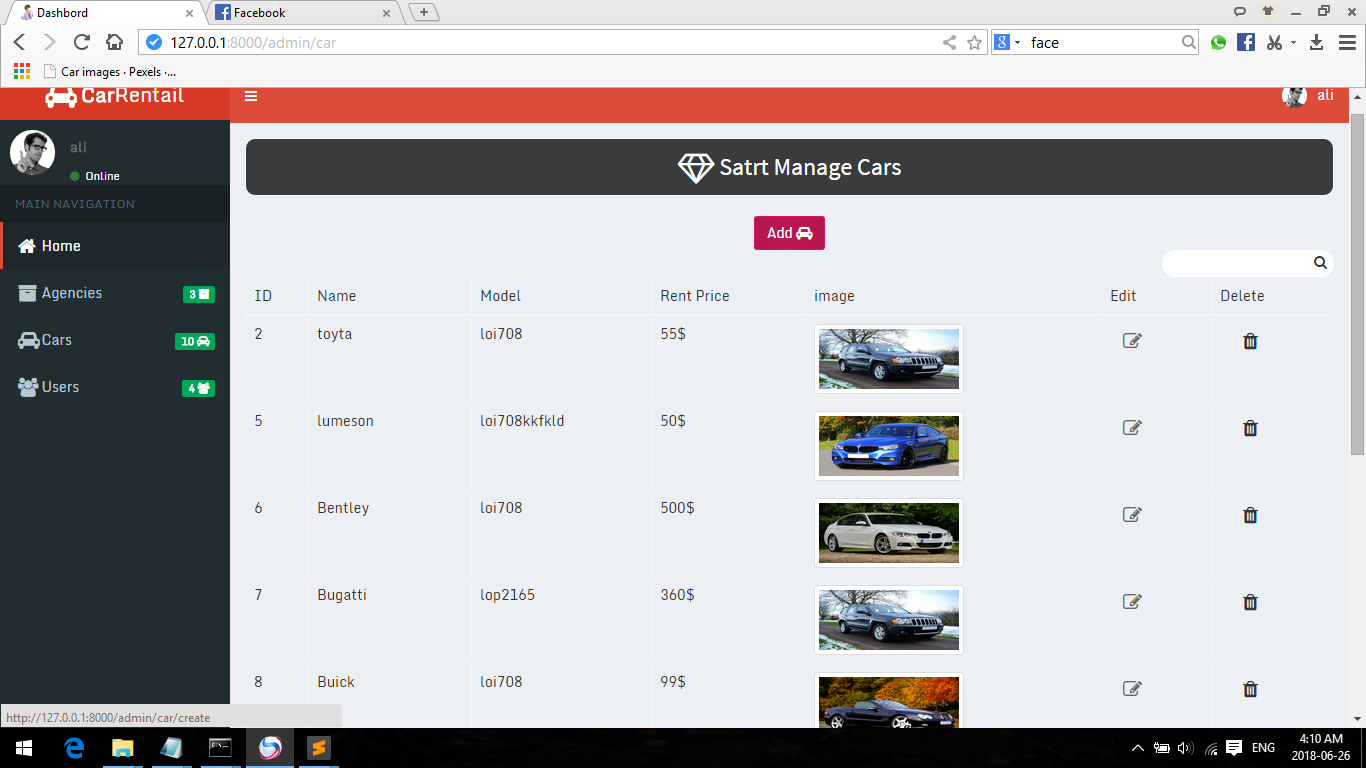 Dashbord
Facebook
127.0.0.1:8000/admin/car
face
Car images · Pexels ·...
CarRentail
ali
ali
Online
MAIN NAVIGATION
Home
Agencies 3
Cars 10
Users 4
Satrt Manage Cars
Add
ID Name Model Rent Price image Edit Delete
2 toyta loi708 55$
5 lumeson loi708kkfkld 50$
6 Bentley loi708 500$
7 Bugatti lop2165 360$
8 Buick loi708 99$
http://127.0.0.1:8000/admin/car/create
ENG
4:10 AM
2018-06-26